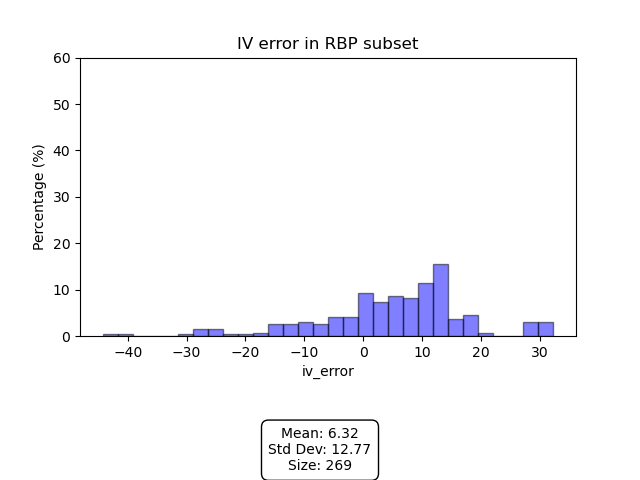 IV error in RBP subset
60
50
40
30
20
10
0
Percentage (%)
−40 −30 −20 −10 0 10 20 30
iv_error
Mean: 6.32
Std Dev: 12.77
Size: 269